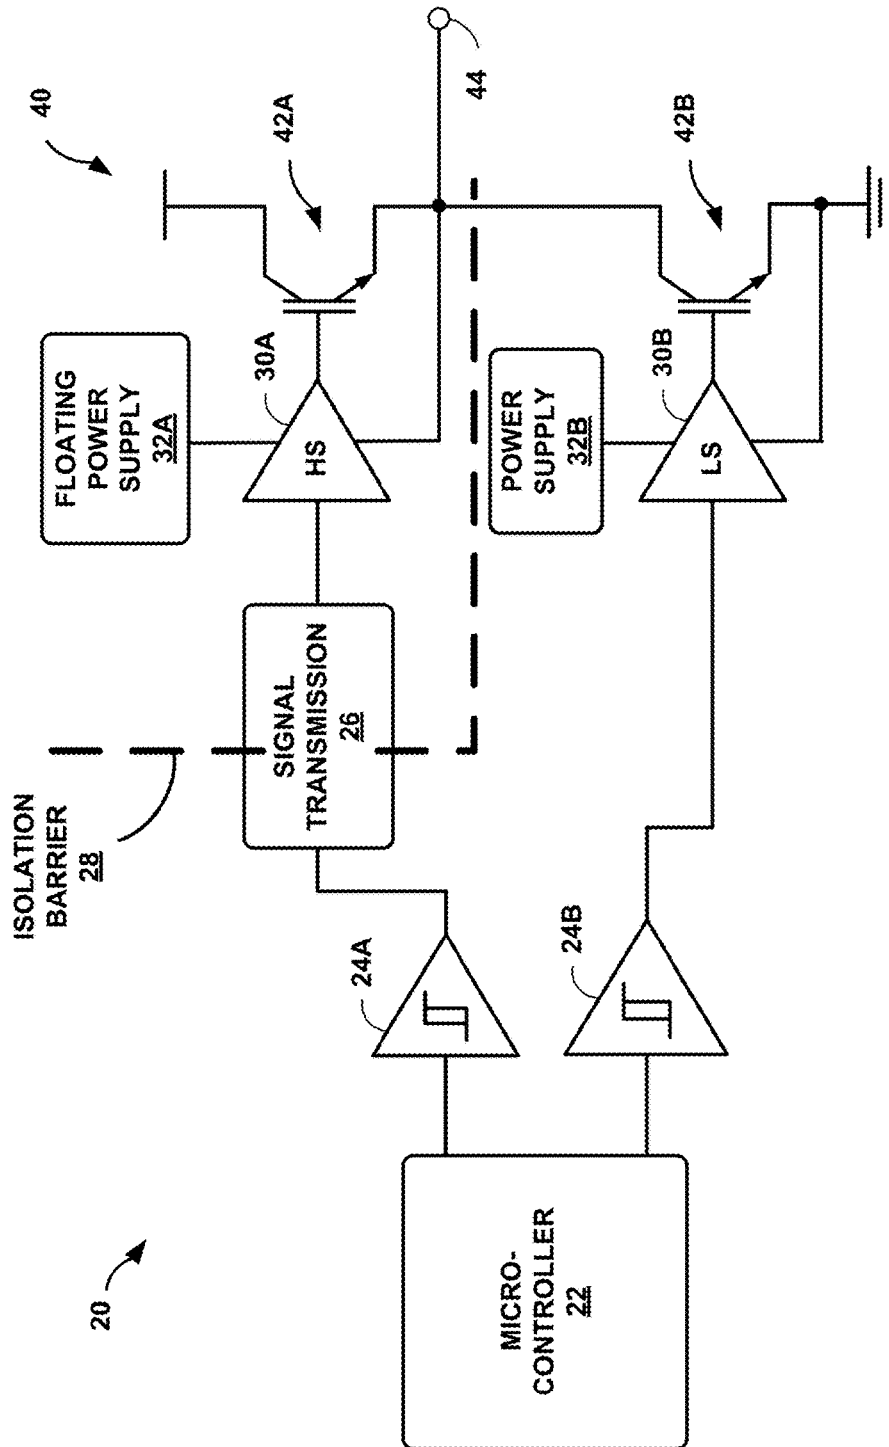 40
44
42A
42B
FLOATING
POWER
SUPPLY
32A
30A
HS
POWER
SUPPLY
32B
30B
LS
ISOLATION
BARRIER
28
SIGNAL
TRANSMISSION
26
24A
24B
20
MICRO-
CONTROLLER
22